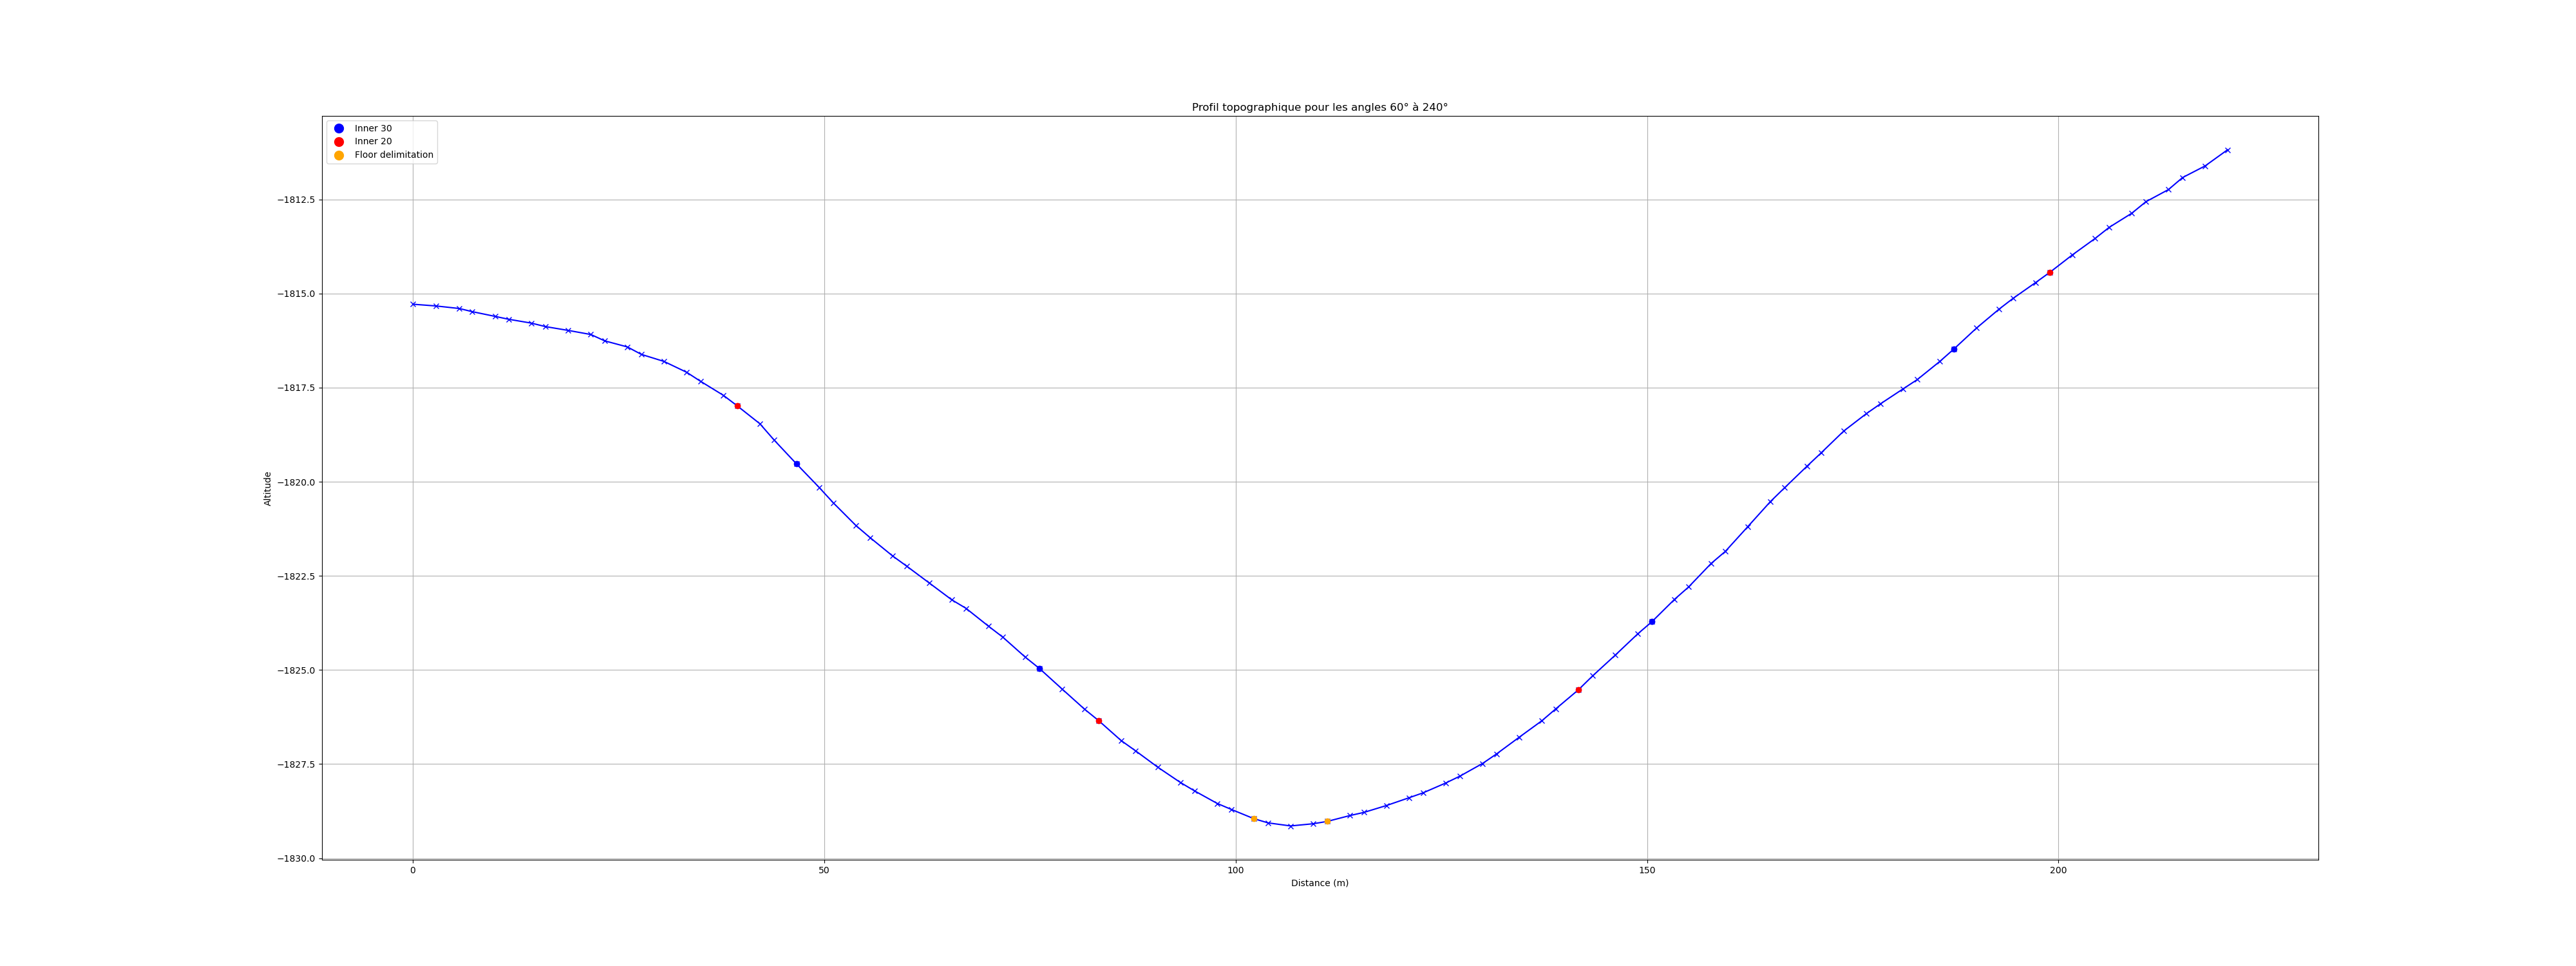 Profil topographique pour les angles 60° à 240°
Inner 30
Inner 20
Floor delimitation
Altitude
−1812.5
−1815.0
−1817.5
−1820.0
−1822.5
−1825.0
−1827.5
−1830.0
0 50 100 150 200
Distance (m)